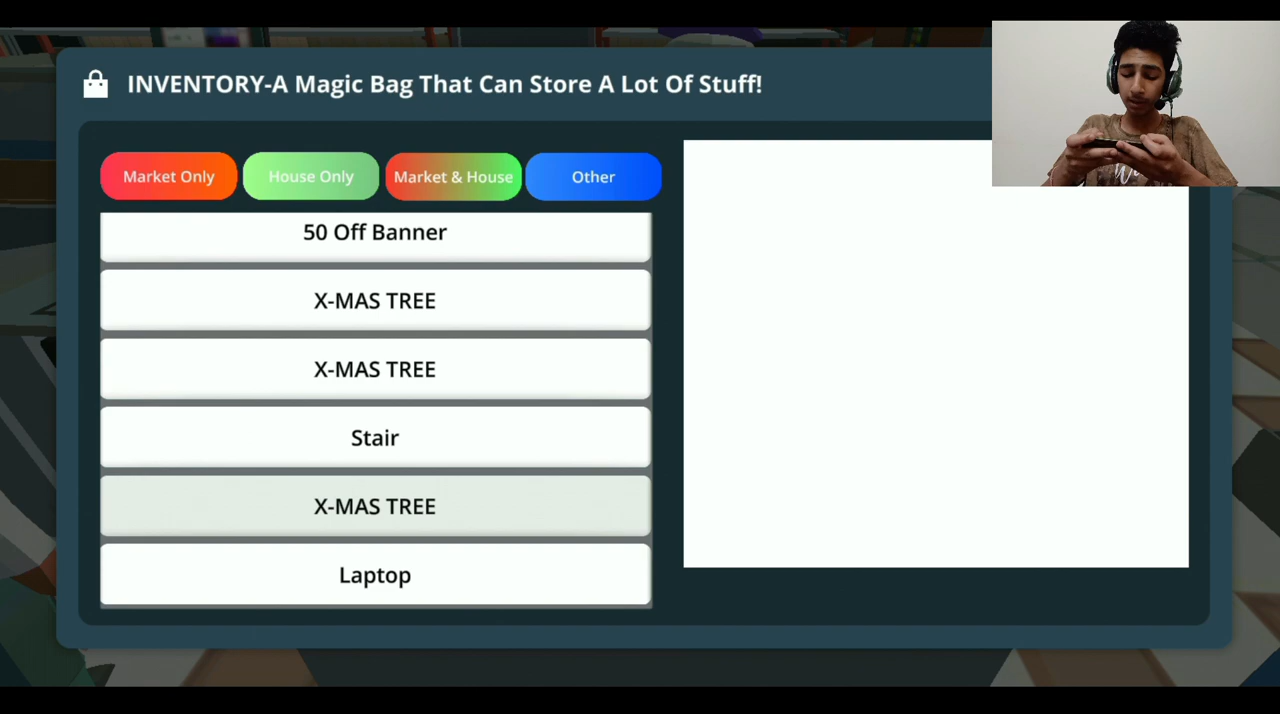 INVENTORY-A Magic Bag That Can Store A Lot Of Stuff!
Market Only
House Only
Market & House
Other
50 Off Banner
X-MAS TREE
X-MAS TREE
Stair
X-MAS TREE
Laptop